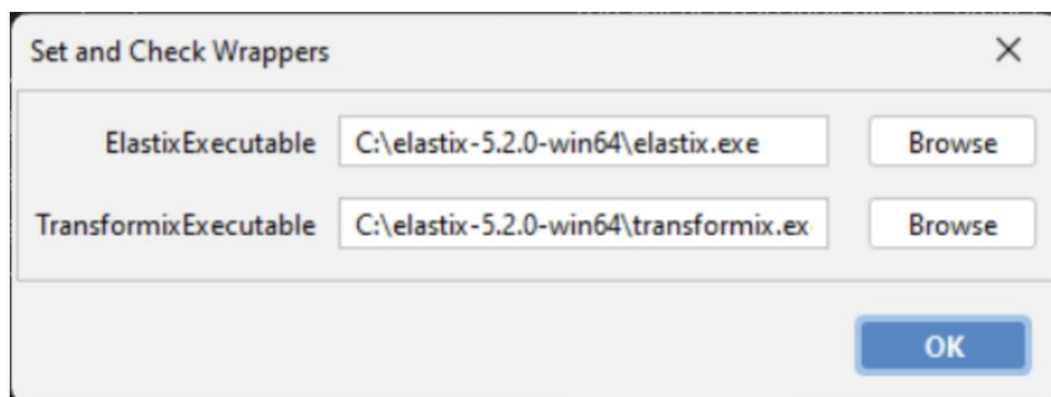 Set and Check Wrappers
ElastixExecutable C:\elastix-5.2.0-win64\elastix.exe Browse
TransformixExecutable C:\elastix-5.2.0-win64\transformix.ex Browse
OK